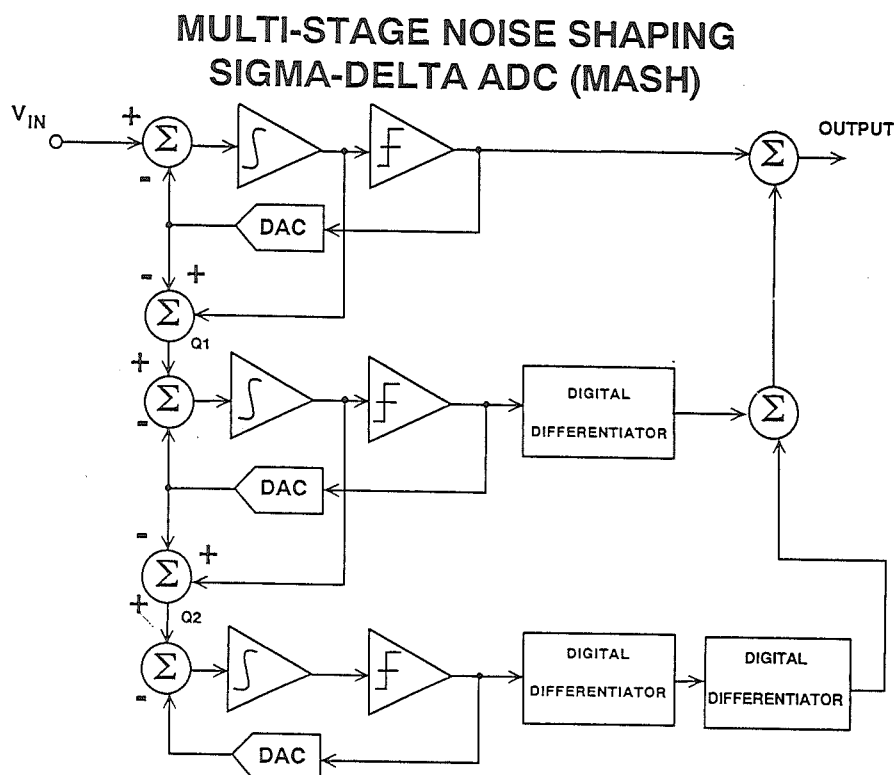 MULTI-STAGE NOISE SHAPING
SIGMA-DELTA ADC (MASH)
VIN
+
Σ
-
DAC
Σ
OUTPUT
-
+
Σ
Q1
+
Σ
-
DAC
DIGITAL
DIFFERENTIATOR
Σ
-
+
Σ
+
Q2
Σ
-
DAC
DIGITAL
DIFFERENTIATOR
DIGITAL
DIFFERENTIATOR